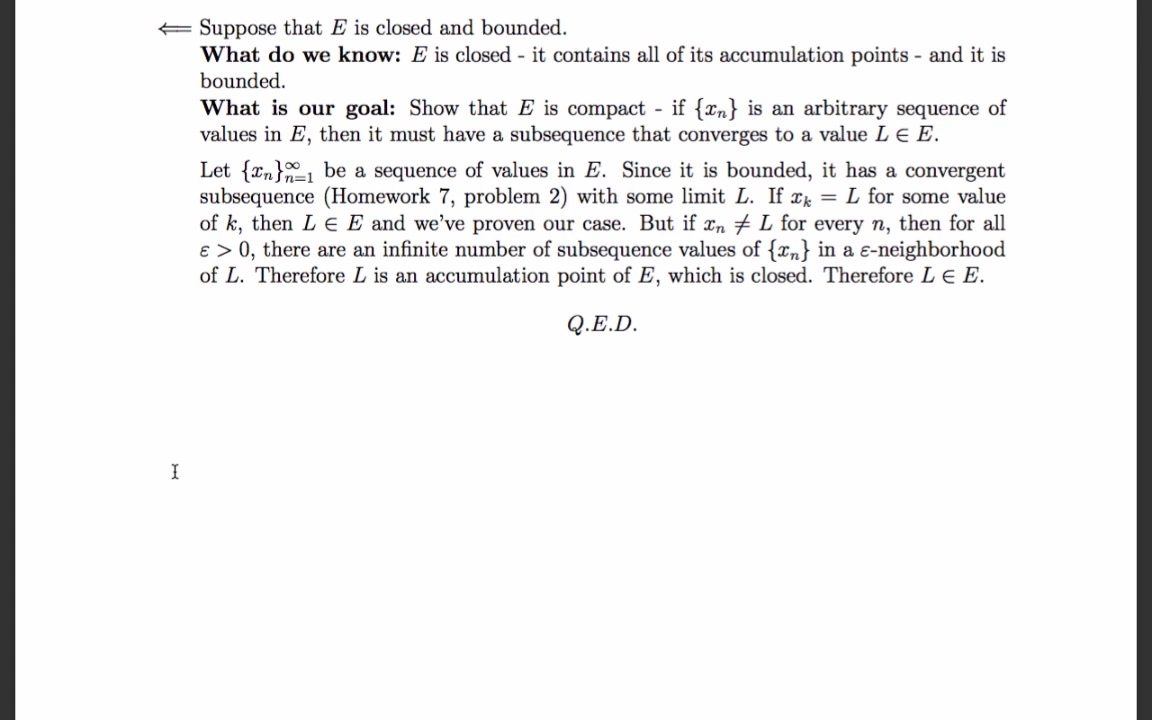 ⟸ Suppose that E is closed and bounded.
What do we know: E is closed - it contains all of its accumulation points - and it is
bounded.
What is our goal: Show that E is compact - if {xₙ} is an arbitrary sequence of
values in E, then it must have a subsequence that converges to a value L ∈ E.
Let {xₙ}∞ₙ₌₁ be a sequence of values in E. Since it is bounded, it has a convergent
subsequence (Homework 7, problem 2) with some limit L. If xₖ = L for some value
of k, then L ∈ E and we've proven our case. But if xₙ ≠ L for every n, then for all
ε > 0, there are an infinite number of subsequence values of {xₙ} in a ε-neighborhood
of L. Therefore L is an accumulation point of E, which is closed. Therefore L ∈ E.
Q.E.D.